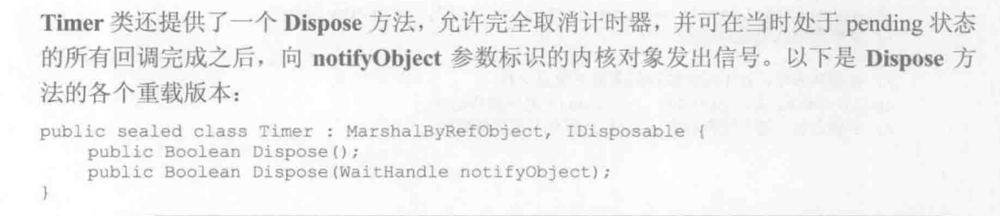 Timer 类还提供了一个 Dispose 方法，允许完全取消计时器，并可在当时处于 pending 状态
的所有回调完成之后，向 notifyObject 参数标识的内核对象发出信号。以下是 Dispose 方
法的各个重载版本：
public sealed class Timer : MarshalByRefObject, IDisposable {
    public Boolean Dispose();
    public Boolean Dispose(WaitHandle notifyObject);
}